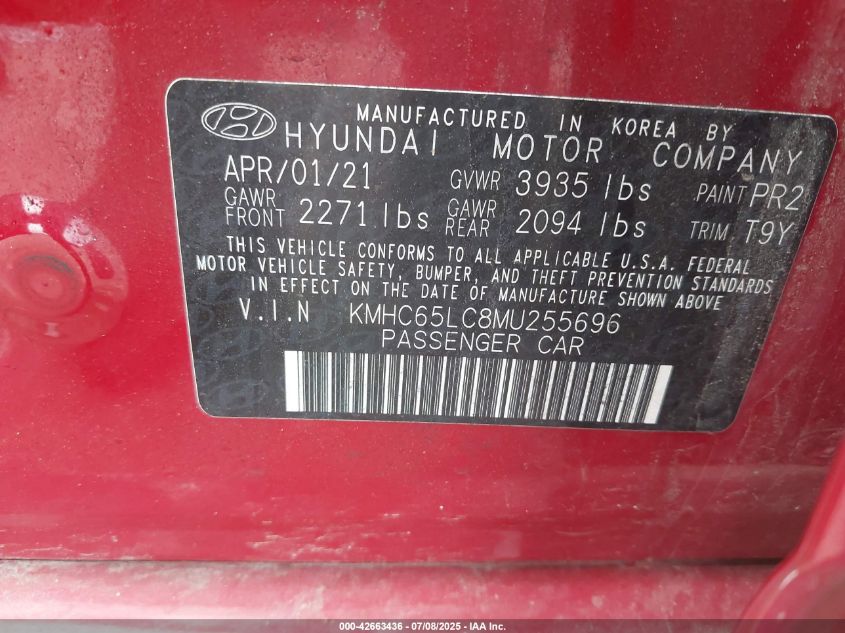 MANUFACTURED IN KOREA BY
HYUNDAI MOTOR COMPANY
APR/01/21 GVWR 3935 lbs PAINT PR2
GAWR FRONT 2271 lbs GAWR REAR 2094 lbs TRIM T9Y
THIS VEHICLE CONFORMS TO ALL APPLICABLE U.S.A. FEDERAL
MOTOR VEHICLE SAFETY, BUMPER, AND THEFT PREVENTION STANDARDS
IN EFFECT ON THE DATE OF MANUFACTURE SHOWN ABOVE.
V.I.N KMHC65LC8MU255696
PASSENGER CAR
000-42663436 - 07/08/2025 - IAA Inc.